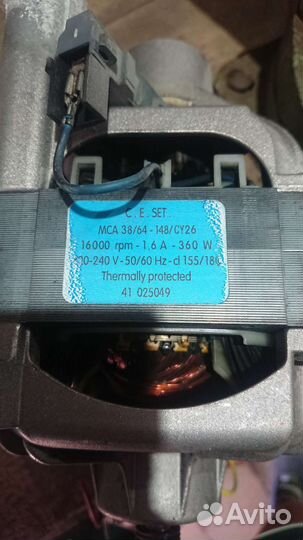 C.E.SET.
MCA 38/64-148/CY26
16000 rpm - 1,6 A - 360 W
00-240 V - 50/60 Hz - cl 155/180
Thermally protected
41 025049
Avito